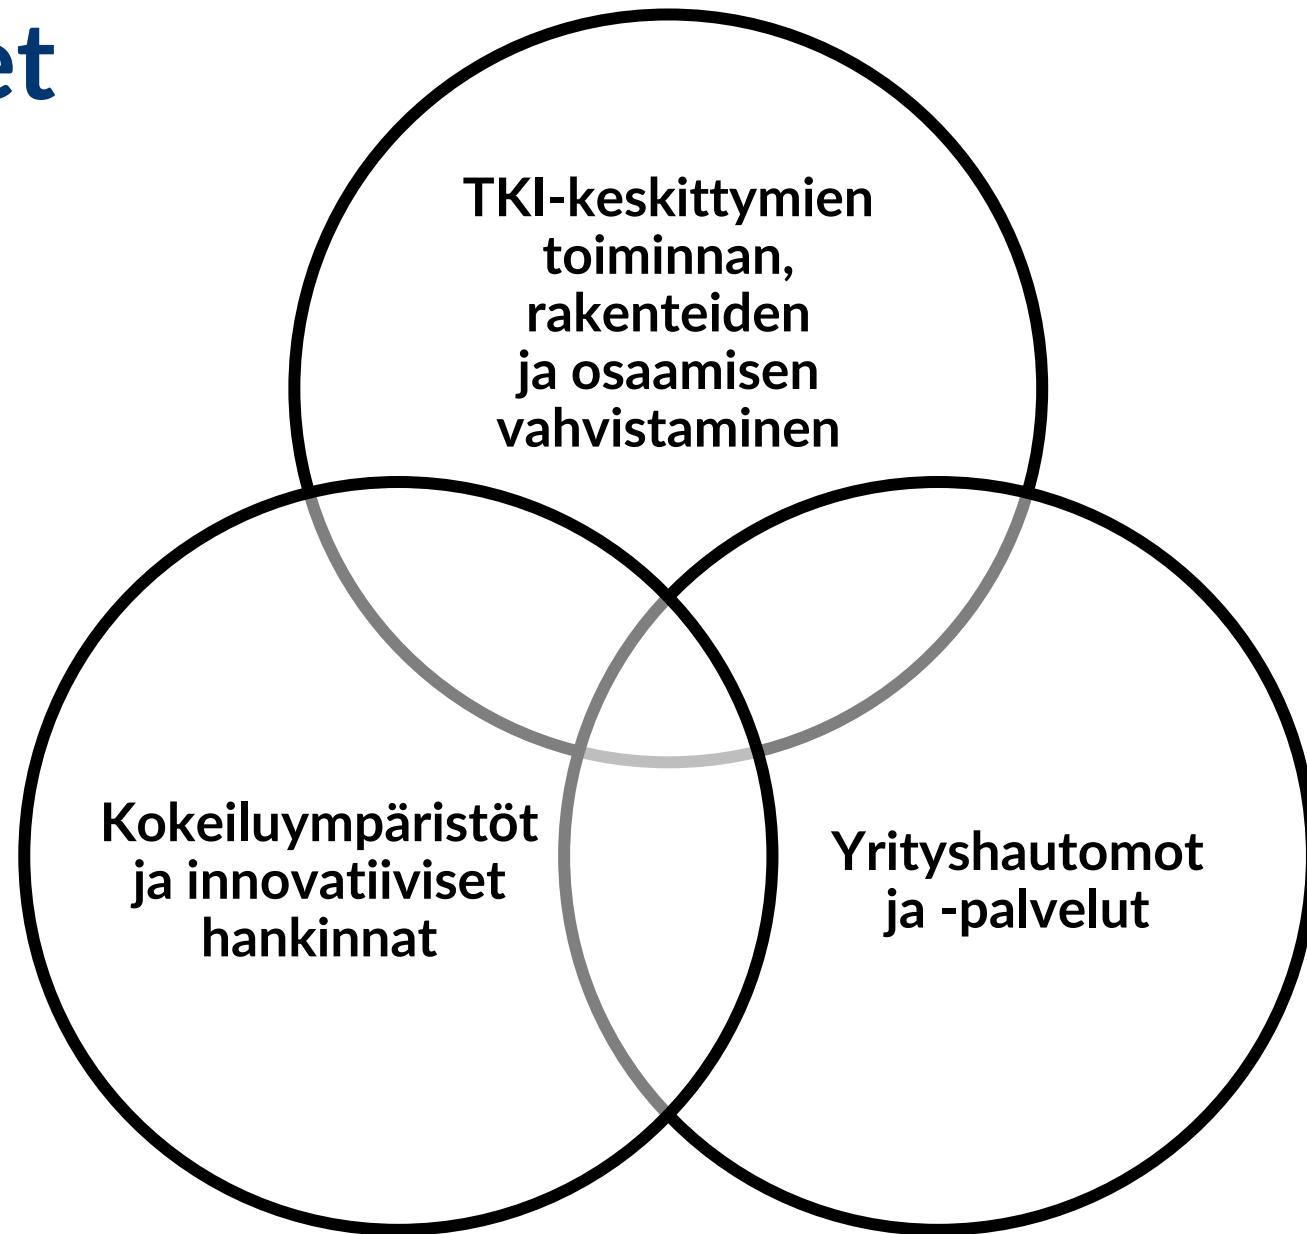 et
TKI-keskittymien
toiminnan,
rakenteiden
ja osaamisen
vahvistaminen
Kokeiluympäristöt
ja innovatiiviset
hankinnat
Yrityshautomot
ja -palvelut